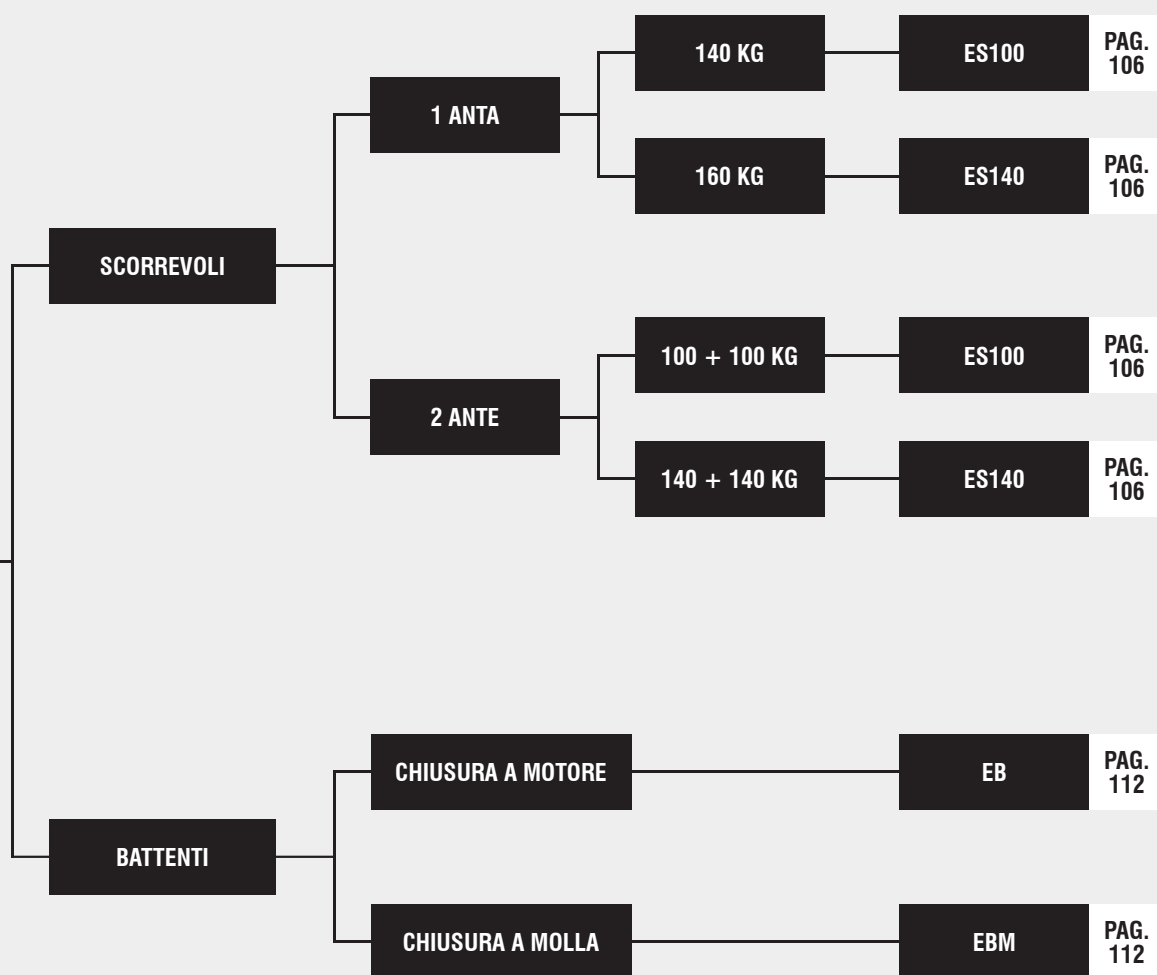 140 KG
ES100
PAG.
106
1 ANTA
160 KG
ES140
PAG.
106
SCORREVOLI
100 + 100 KG
ES100
PAG.
106
2 ANTE
140 + 140 KG
ES140
PAG.
106
CHIUSURA A MOTORE
EB
PAG.
112
BATTENTI
CHIUSURA A MOLLA
EBM
PAG.
112